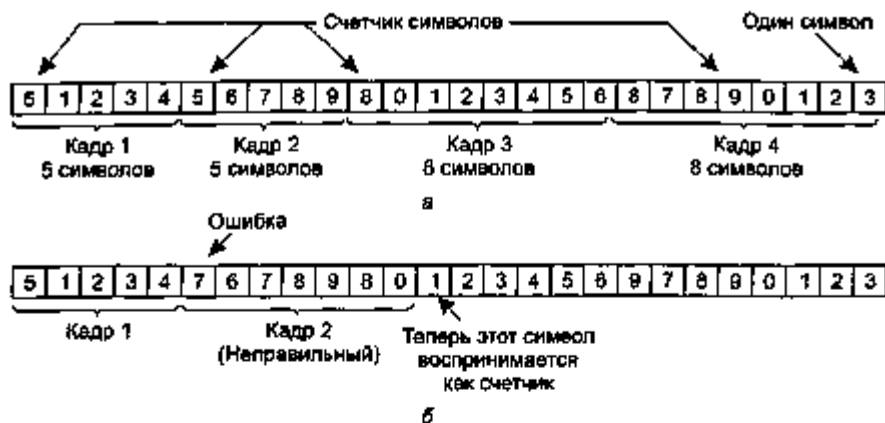 Счетчик символов Один символ
5 1 2 3 4 5 6 7 8 9 8 0 1 2 3 4 5 6 8 7 8 9 0 1 2 3
Кадр 1 Кадр 2 Кадр 3 Кадр 4
5 символов 5 символов 8 символов 8 символов
а
Ошибка
5 1 2 3 4 7 6 7 8 9 8 0 1 2 3 4 5 6 9 7 8 9 0 1 2 3
Кадр 1 Кадр 2 Теперь этот символ
(Неправильный) воспринимается
как счетчик
б